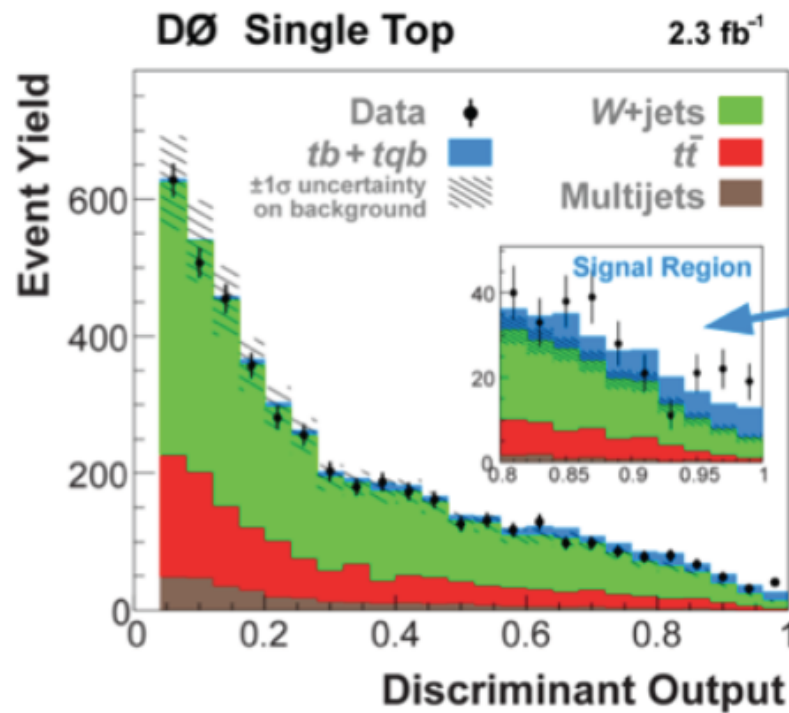 DØ Single Top 2.3 fb⁻¹
Event Yield
Data
tb + tqb
±1σ uncertainty
on background
W+jets
tt̄
Multijets
600
400
200
0
Signal Region
40
20
0
0.8 0.85 0.9 0.95 1
0 0.2 0.4 0.6 0.8 1
Discriminant Output